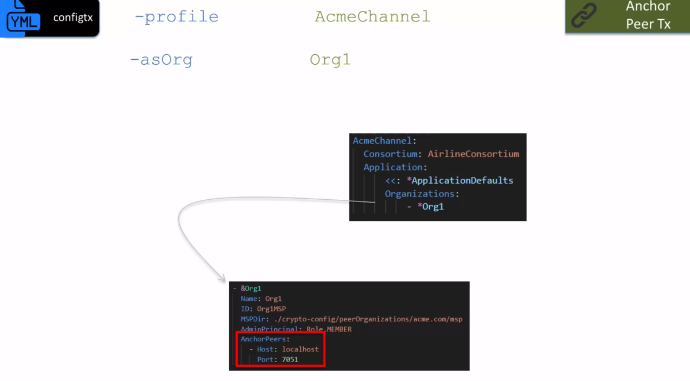 YML
configtx
-profile AcmeChannel
Anchor
Peer Tx
-asOrg Org1
AcmeChannel:
Consortium: AirlineConsortium
Application:
<<: *ApplicationDefaults
Organizations:
- *Org1
- &Org1
Name: Org1
ID: Org1MSP
MSPDir: ./crypto-config/peerOrganizations/acme.com/msp
AdminPrincipal: Role.MEMBER
AnchorPeers:
- Host: localhost
Port: 7051